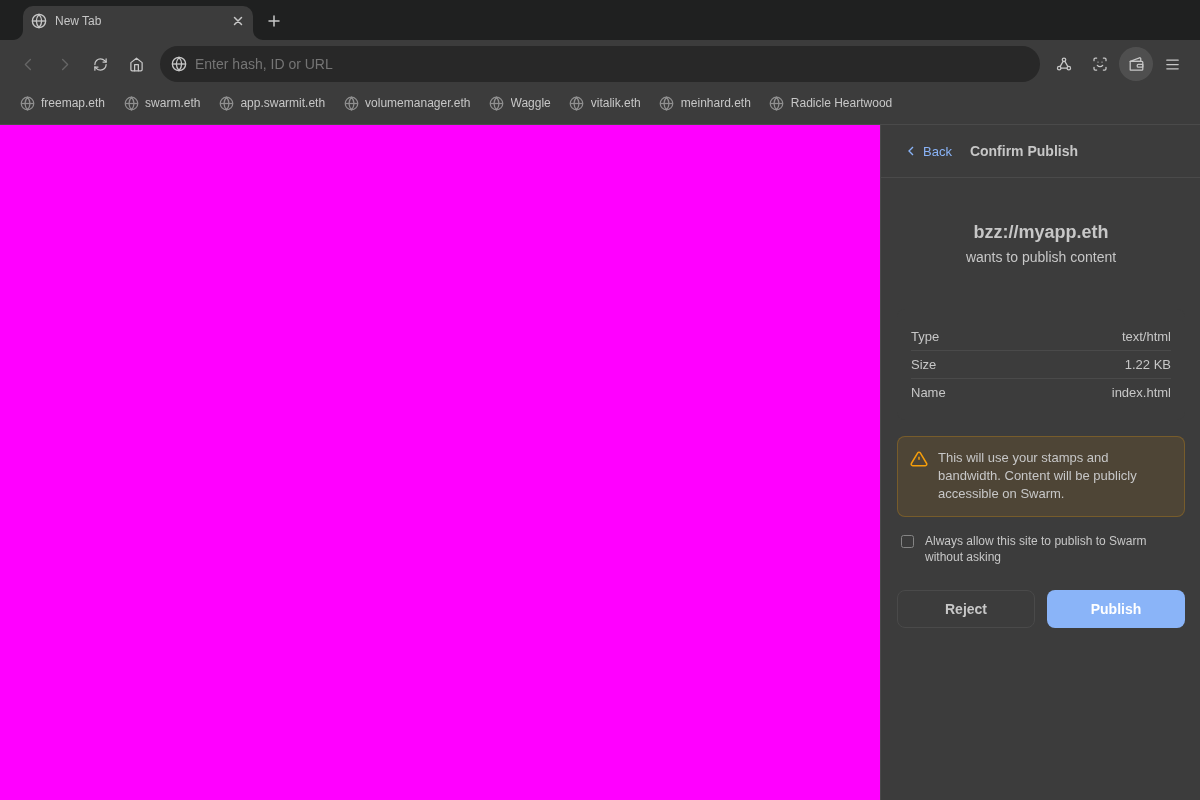 New Tab
Enter hash, ID or URL
freemap.eth swarm.eth app.swarmit.eth volumemanager.eth Waggle vitalik.eth meinhard.eth Radicle Heartwood
Back Confirm Publish
bzz://myapp.eth
wants to publish content
Type text/html
Size 1.22 KB
Name index.html
This will use your stamps and
bandwidth. Content will be publicly
accessible on Swarm.
Always allow this site to publish to Swarm
without asking
Reject Publish